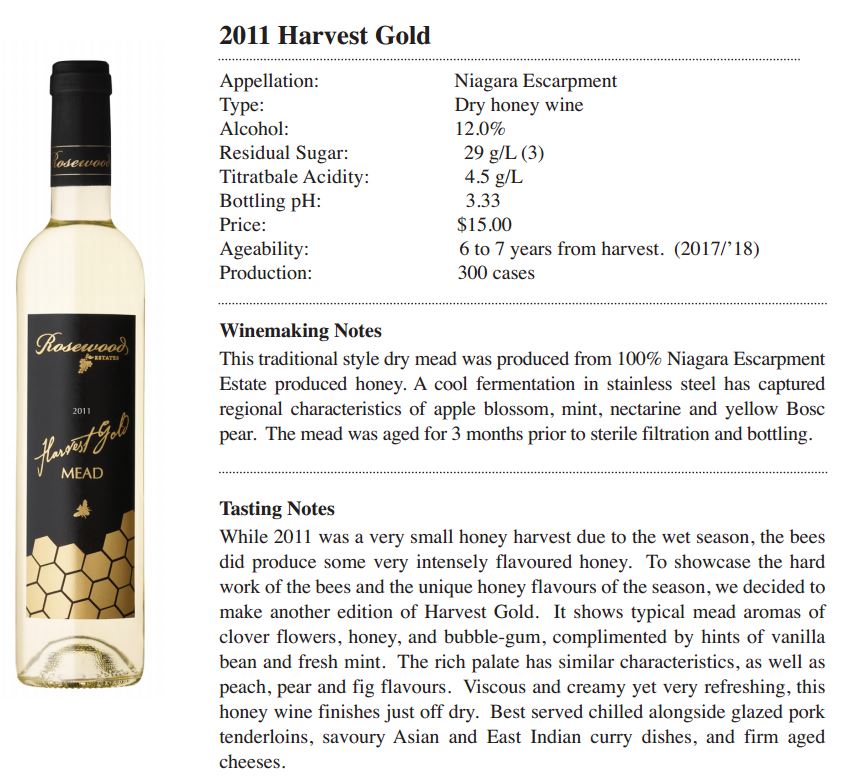 2011 Harvest Gold
Appellation: Niagara Escarpment
Type: Dry honey wine
Alcohol: 12.0%
Residual Sugar: 29 g/L (3)
Titratbale Acidity: 4.5 g/L
Bottling pH: 3.33
Price: $15.00
Ageability: 6 to 7 years from harvest. (2017/’18)
Production: 300 cases
Winemaking Notes
This traditional style dry mead was produced from 100% Niagara Escarpment
Estate produced honey. A cool fermentation in stainless steel has captured
regional characteristics of apple blossom, mint, nectarine and yellow Bosc
pear. The mead was aged for 3 months prior to sterile filtration and bottling.
Tasting Notes
While 2011 was a very small honey harvest due to the wet season, the bees
did produce some very intensely flavoured honey. To showcase the hard
work of the bees and the unique honey flavours of the season, we decided to
make another edition of Harvest Gold. It shows typical mead aromas of
clover flowers, honey, and bubble-gum, complimented by hints of vanilla
bean and fresh mint. The rich palate has similar characteristics, as well as
peach, pear and fig flavours. Viscous and creamy yet very refreshing, this
honey wine finishes just off dry. Best served chilled alongside glazed pork
tenderloins, savoury Asian and East Indian curry dishes, and firm aged
cheeses.
Rosewood
Rosewood
ESTATES
2011
Harvest Gold
MEAD